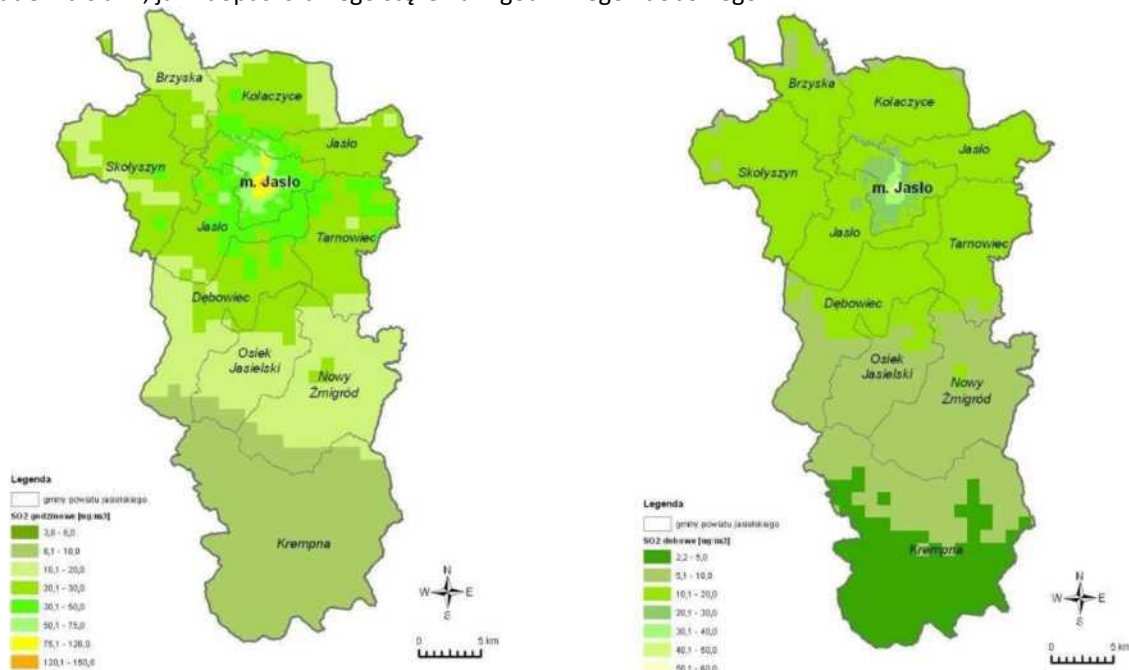 Brzyska
Kołaczyce
Jasło
Skołyszyn
m. Jasło
Jasło
Tarnowiec
Dębowiec
Osiek
Jasielski
Nowy
Żmigród
Krempna
Legenda
gminy powiatu jasielskiego
SO2 godzinowe [ug/m3]
6,1 - 10,0
10,1 - 20,0
20,1 - 30,0
30,1 - 50,0
50,1 - 75,0
75,1 - 120,0
120,1 - 150,0
N
W E
S
0 5 km
Brzyska
Kołaczyce
Jasło
Skołyszyn
m. Jasło
Jasło
Tarnowiec
Dębowiec
Osiek
Jasielski
Nowy
Żmigród
Krempna
Legenda
gminy powiatu jasielskiego
SO2 dobowe [ug/m3]
2,2 - 5,0
5,1 - 10,0
10,1 - 20,0
20,1 - 30,0
30,1 - 40,0
40,1 - 50,0
50,1 - 60,0
N
W E
S
0 5 km